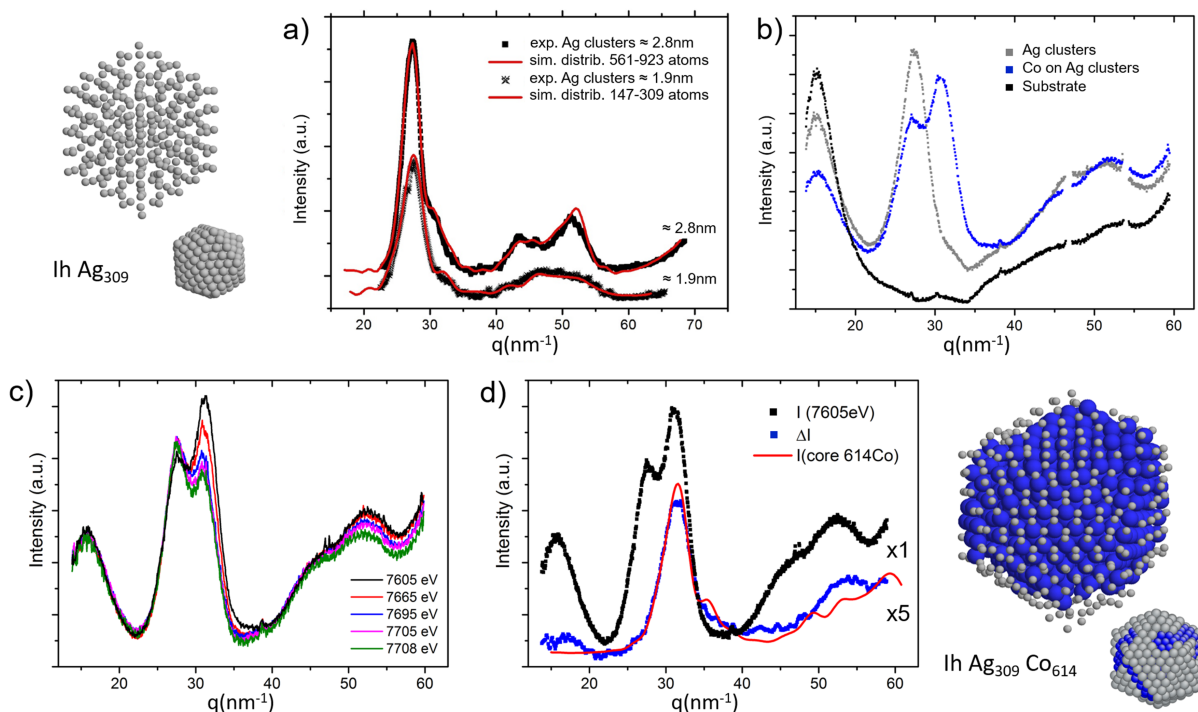 a)
exp. Ag clusters ≈ 2.8nm
sim. distrib. 561-923 atoms
exp. Ag clusters ≈ 1.9nm
sim. distrib. 147-309 atoms
≈ 2.8nm
≈ 1.9nm
Intensity (a.u.)
20 30 40 50 60 70
q(nm⁻¹)
Ih Ag₃₀₉
b)
Ag clusters
Co on Ag clusters
Substrate
Intensity (a.u.)
20 30 40 50 60
q(nm⁻¹)
c)
Intensity (a.u.)
7605 eV
7665 eV
7695 eV
7705 eV
7708 eV
20 30 40 50 60
q(nm⁻¹)
d)
I (7605eV)
ΔI
I(core 614Co)
x1
x5
Intensity (a.u.)
20 30 40 50 60
q(nm⁻¹)
Ih Ag₃₀₉ Co₆₁₄